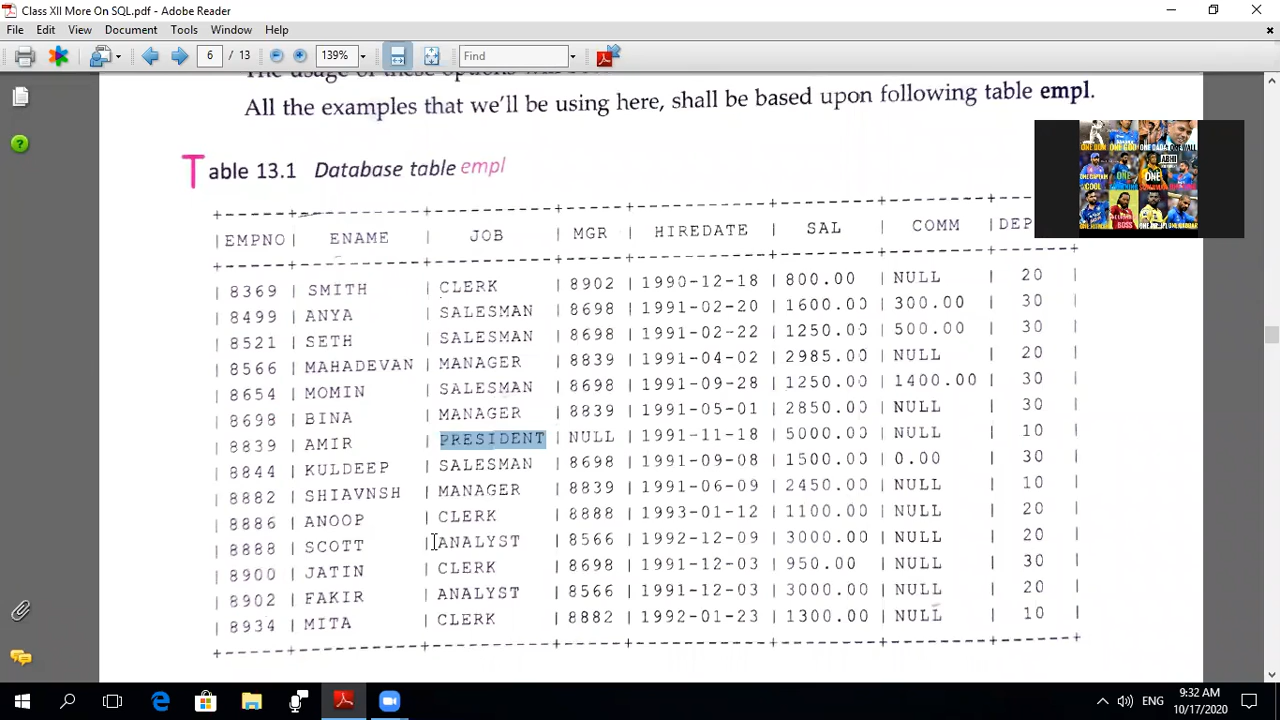 Class XII More On SQL.pdf - Adobe Reader
File Edit View Document Tools Window Help
6 / 13 139% Find
All the examples that we'll be using here, shall be based upon following table empl.
Table 13.1 Database table empl
| EMPNO | ENAME | JOB | MGR | HIREDATE | SAL | COMM | DEP
| 8369 | SMITH | CLERK | 8902 | 1990-12-18 | 800.00 | NULL | 20 |
| 8499 | ANYA | SALESMAN | 8698 | 1991-02-20 | 1600.00 | 300.00 | 30 |
| 8521 | SETH | SALESMAN | 8698 | 1991-02-22 | 1250.00 | 500.00 | 30 |
| 8566 | MAHADEVAN | MANAGER | 8839 | 1991-04-02 | 2985.00 | NULL | 20 |
| 8654 | MOMIN | SALESMAN | 8698 | 1991-09-28 | 1250.00 | 1400.00 | 30 |
| 8698 | BINA | MANAGER | 8839 | 1991-05-01 | 2850.00 | NULL | 30 |
| 8839 | AMIR | PRESIDENT | NULL | 1991-11-18 | 5000.00 | NULL | 10 |
| 8844 | KULDEEP | SALESMAN | 8698 | 1991-09-08 | 1500.00 | 0.00 | 30 |
| 8882 | SHIAVNSH | MANAGER | 8839 | 1991-06-09 | 2450.00 | NULL | 10 |
| 8886 | ANOOP | CLERK | 8888 | 1993-01-12 | 1100.00 | NULL | 20 |
| 8888 | SCOTT | ANALYST | 8566 | 1992-12-09 | 3000.00 | NULL | 20 |
| 8900 | JATIN | CLERK | 8698 | 1991-12-03 | 950.00 | NULL | 30 |
| 8902 | FAKIR | ANALYST | 8566 | 1991-12-03 | 3000.00 | NULL | 20 |
| 8934 | MITA | CLERK | 8882 | 1992-01-23 | 1300.00 | NULL | 10 |
ENG
9:32 AM
10/17/2020